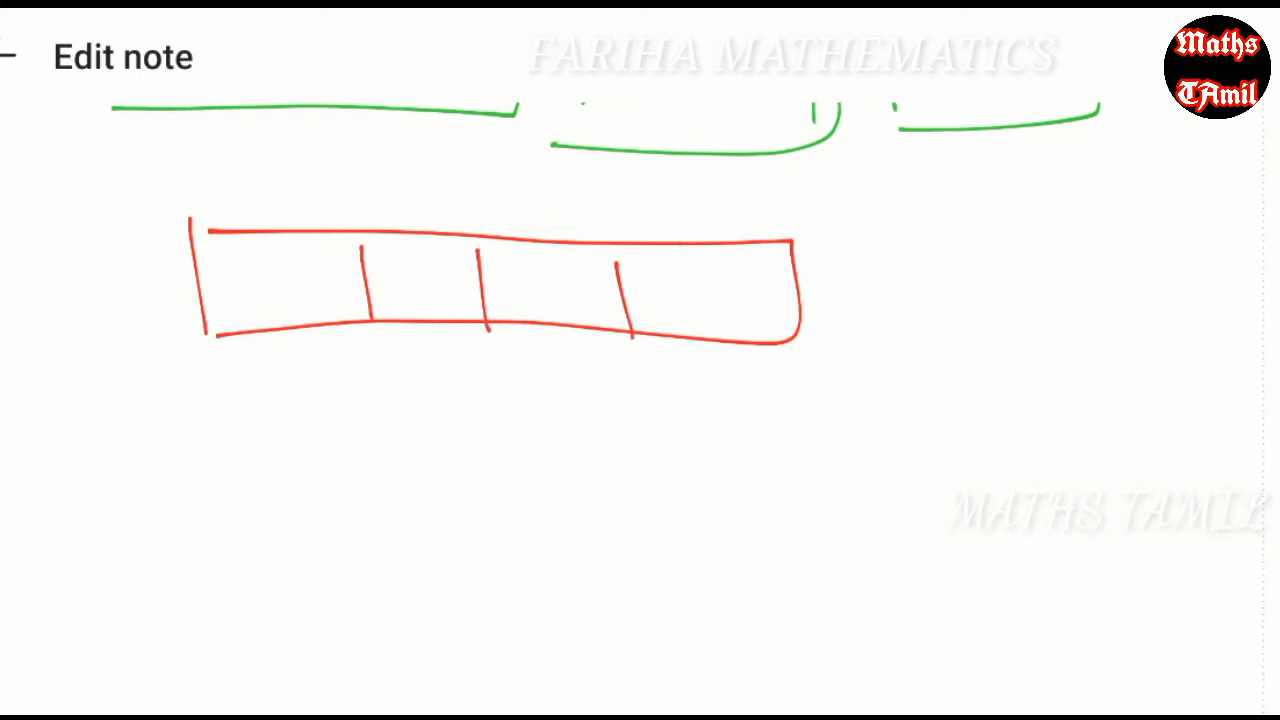 Edit note
FARIHA MATHEMATICS
Maths
TAmil
MATHS TAMIL